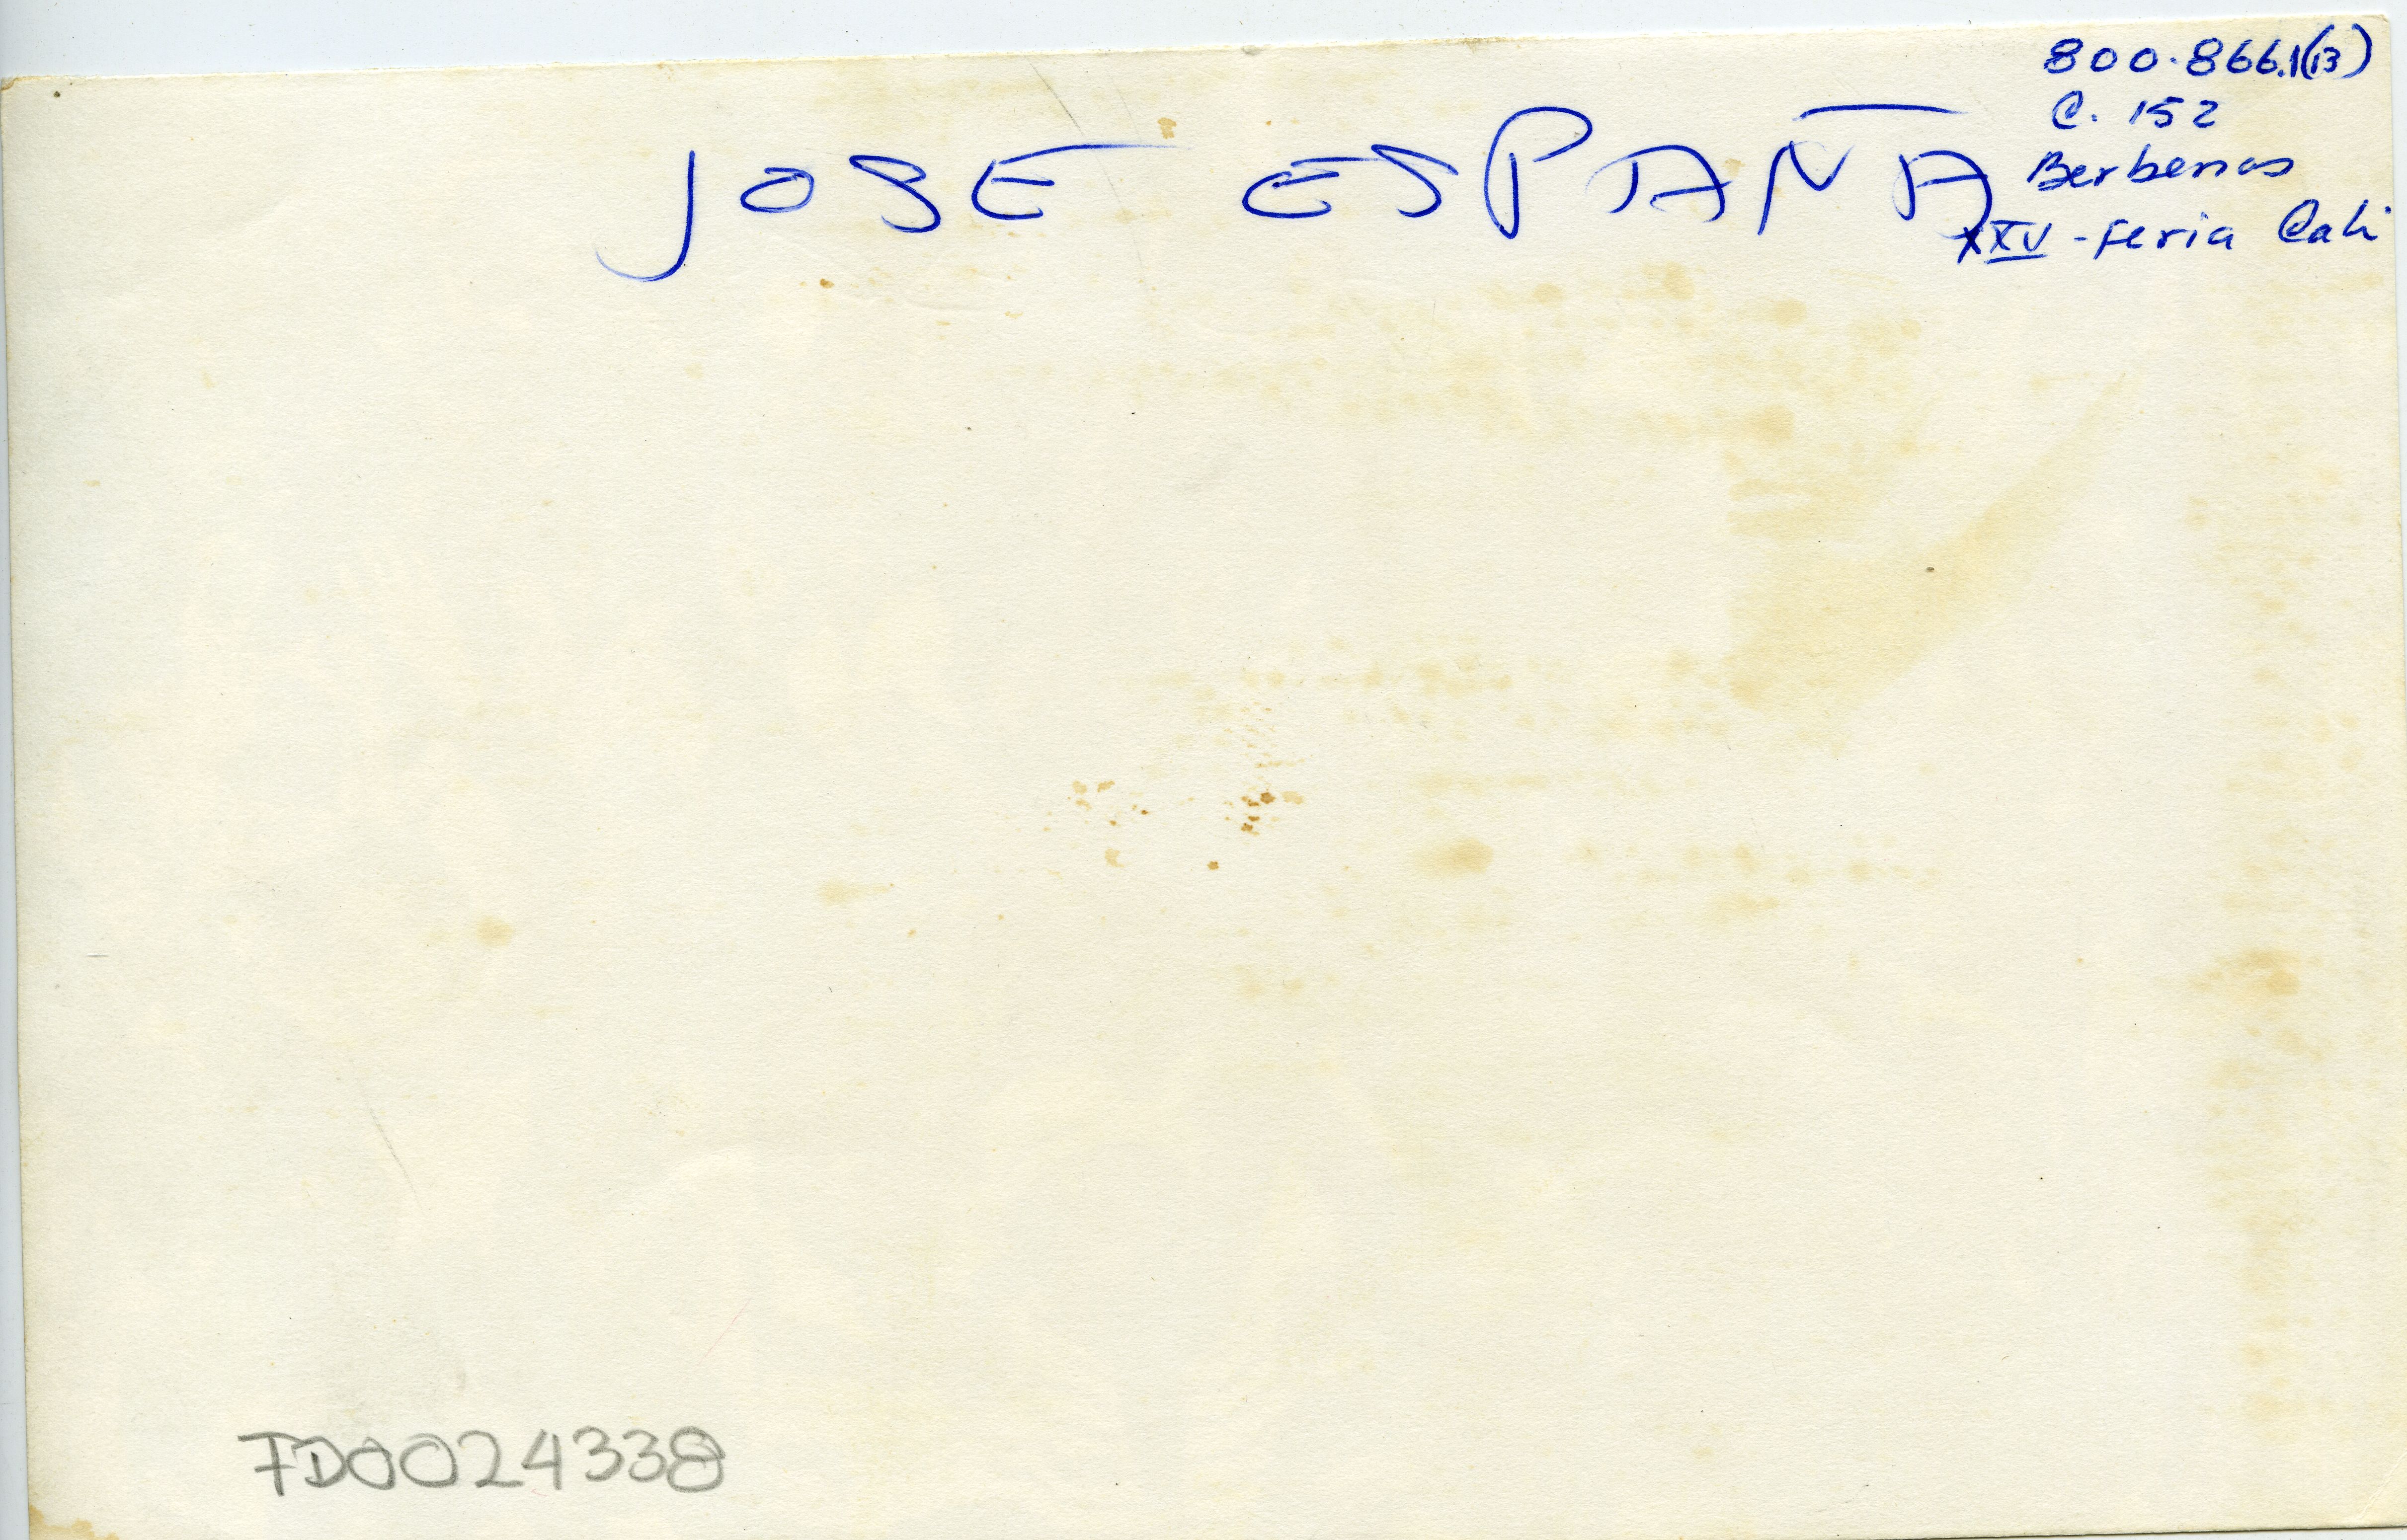 800.866.1(13)
C. 152
JOSE ESPAÑA
Berbenas
XXV - feria Cali
FD0024338